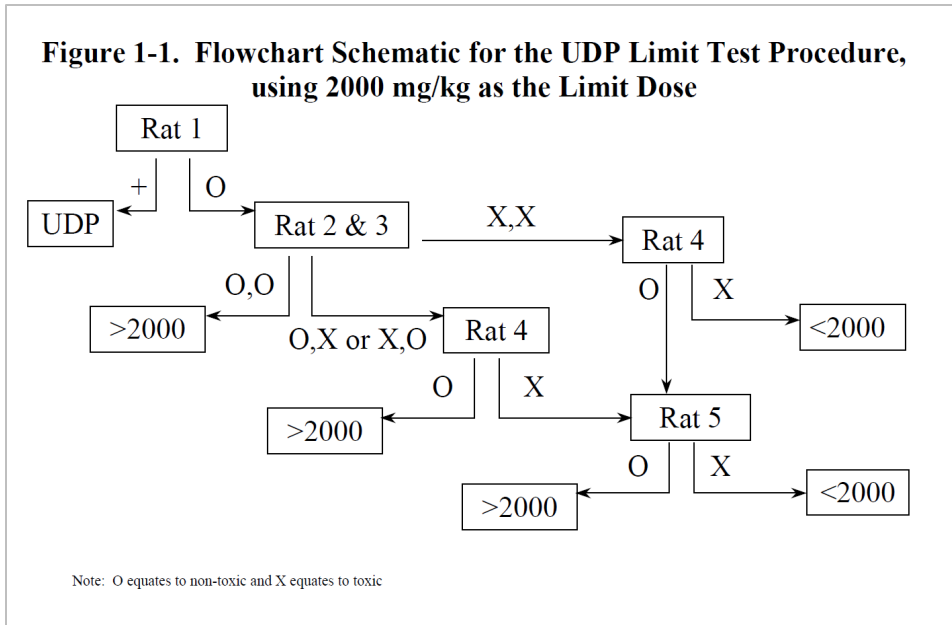 Figure 1-1. Flowchart Schematic for the UDP Limit Test Procedure,
using 2000 mg/kg as the Limit Dose
Rat 1
+
O
UDP
Rat 2 & 3
X,X
Rat 4
O,O
O
X
>2000
O,X or X,O
Rat 4
<2000
O
X
>2000
Rat 5
O
X
>2000
<2000
Note: O equates to non-toxic and X equates to toxic